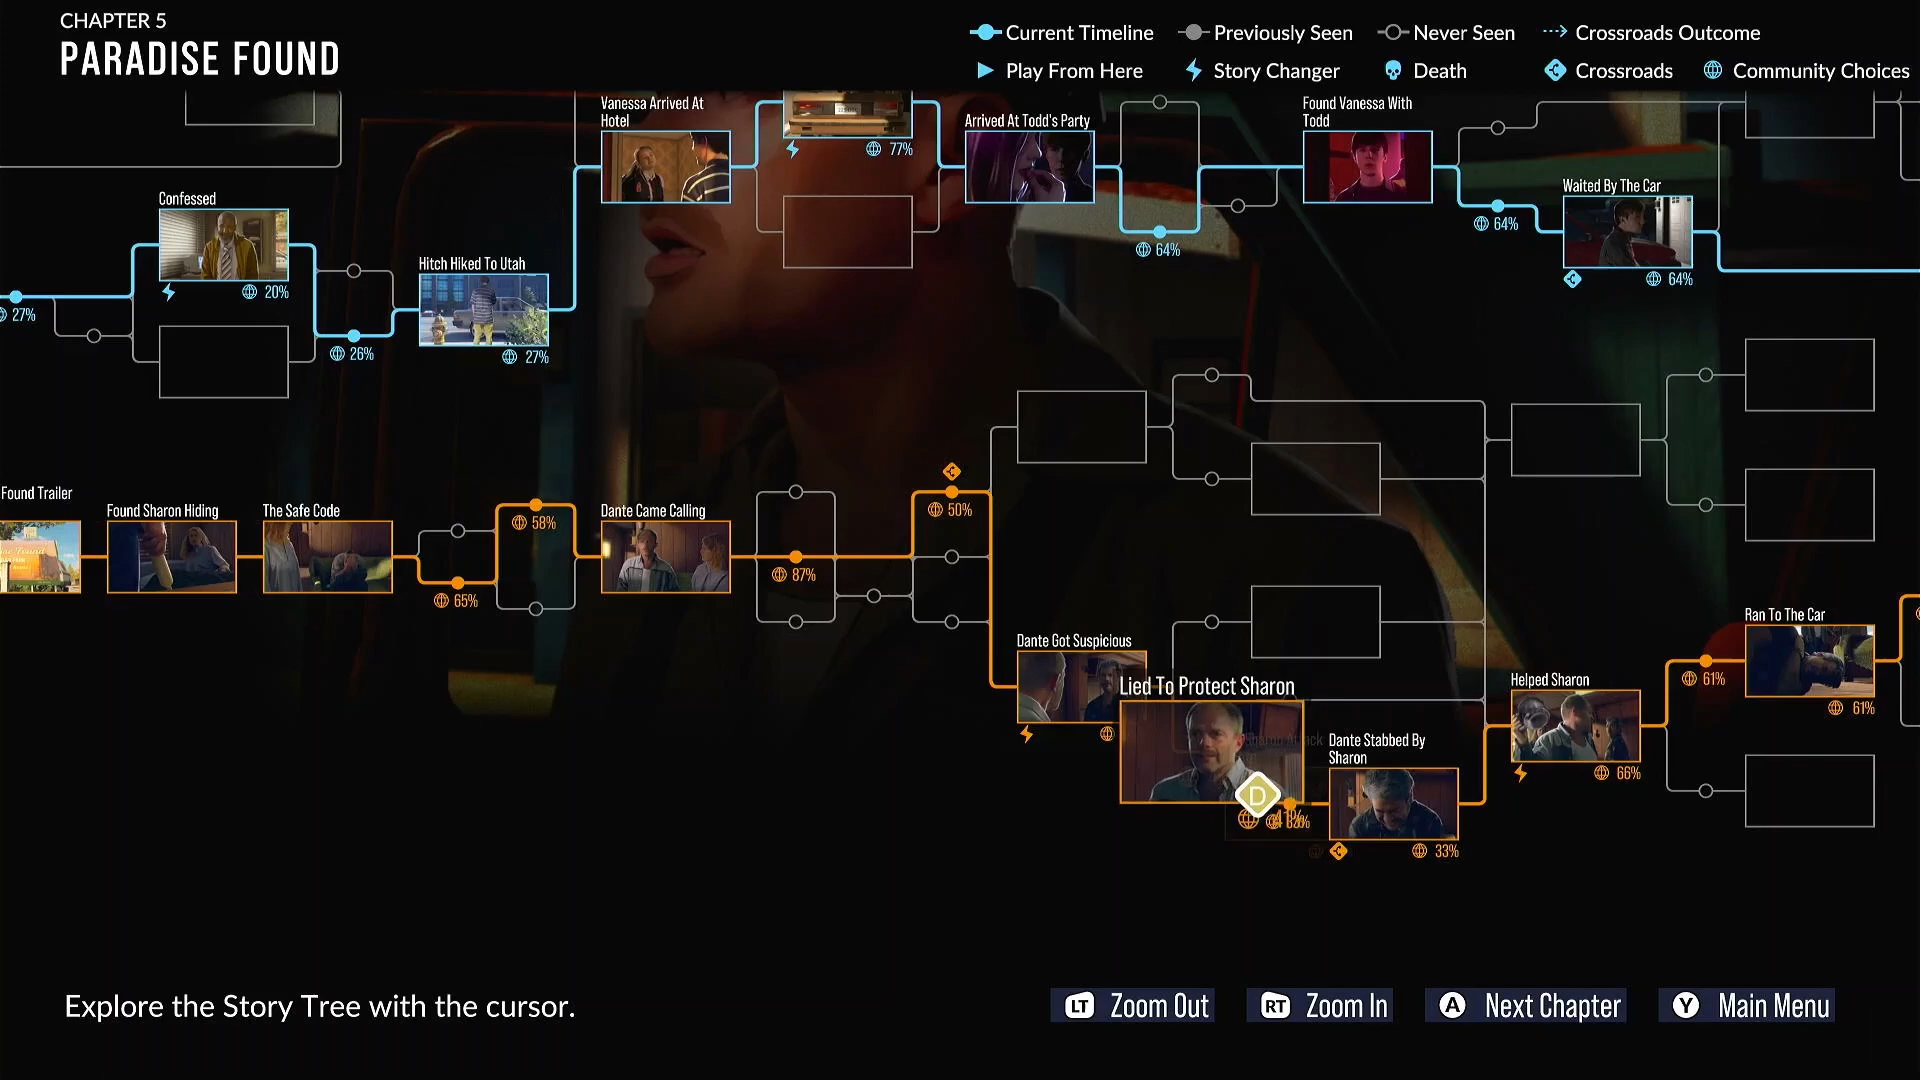 CHAPTER 5
PARADISE FOUND
Current Timeline
Previously Seen
Never Seen
Crossroads Outcome
Play From Here
Story Changer
Death
Crossroads
Community Choices
Vanessa Arrived At
Hotel
77%
Arrived At Todd's Party
Found Vanessa With
Todd
Confessed
20%
27%
26%
Hitch Hiked To Utah
27%
64%
64%
Waited By The Car
64%
Found Trailer
Found Sharon Hiding
The Safe Code
65%
58%
Dante Came Calling
87%
50%
Dante Got Suspicious
Lied To Protect Sharon
41%
Dante Stabbed By
Sharon
33%
Helped Sharon
66%
61%
Ran To The Car
61%
Explore the Story Tree with the cursor.
D
LT Zoom Out
RT Zoom In
A Next Chapter
Y Main Menu